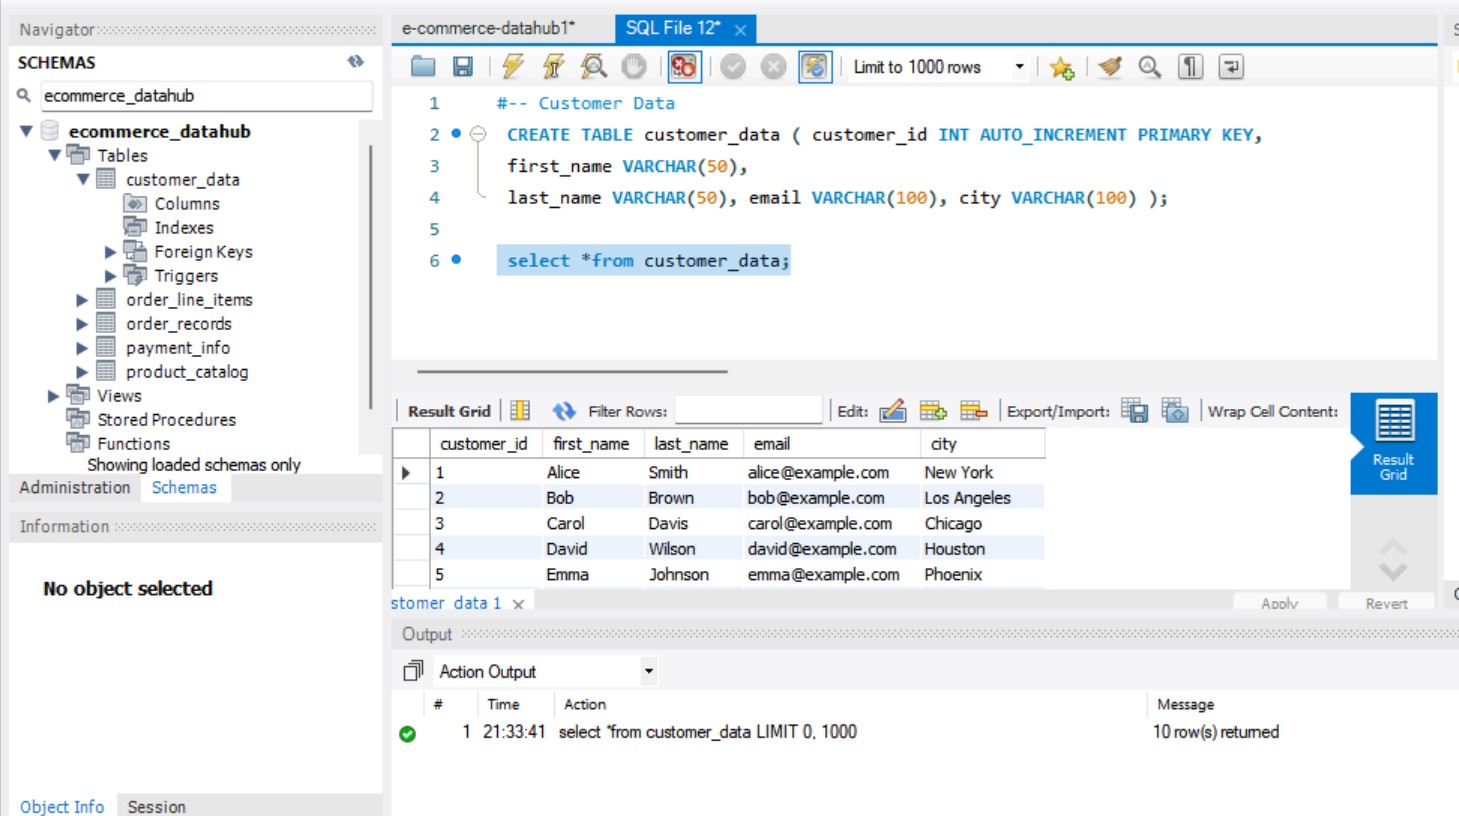 Navigator
SCHEMAS
ecommerce_datahub
ecommerce_datahub
Tables
customer_data
Columns
Indexes
Foreign Keys
Triggers
order_line_items
order_records
payment_info
product_catalog
Views
Stored Procedures
Functions
Showing loaded schemas only
Administration Schemas
Information
No object selected
Object Info Session
e-commerce-datahub1* SQL File 12*
Limit to 1000 rows
1 #-- Customer Data
2 CREATE TABLE customer_data ( customer_id INT AUTO_INCREMENT PRIMARY KEY,
3 first_name VARCHAR(50),
4 last_name VARCHAR(50), email VARCHAR(100), city VARCHAR(100) );
5
6 select *from customer_data;
Result Grid Filter Rows: Edit: Export/Import: Wrap Cell Content:
customer_id first_name last_name email city
1 Alice Smith alice@example.com New York
2 Bob Brown bob@example.com Los Angeles
3 Carol Davis carol@example.com Chicago
4 David Wilson david@example.com Houston
5 Emma Johnson emma@example.com Phoenix
Result
Grid
stomer_data 1 Apply Revert
Output
Action Output
# Time Action Message
1 21:33:41 select *from customer_data LIMIT 0, 1000 10 row(s) returned